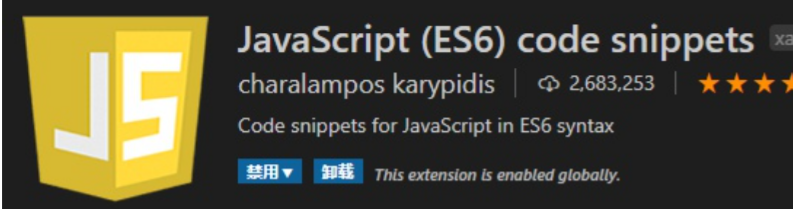 JavaScript (ES6) code snippets xa
charalampos karypidis 2,683,253
Code snippets for JavaScript in ES6 syntax
禁用 卸载 This extension is enabled globally.
JS